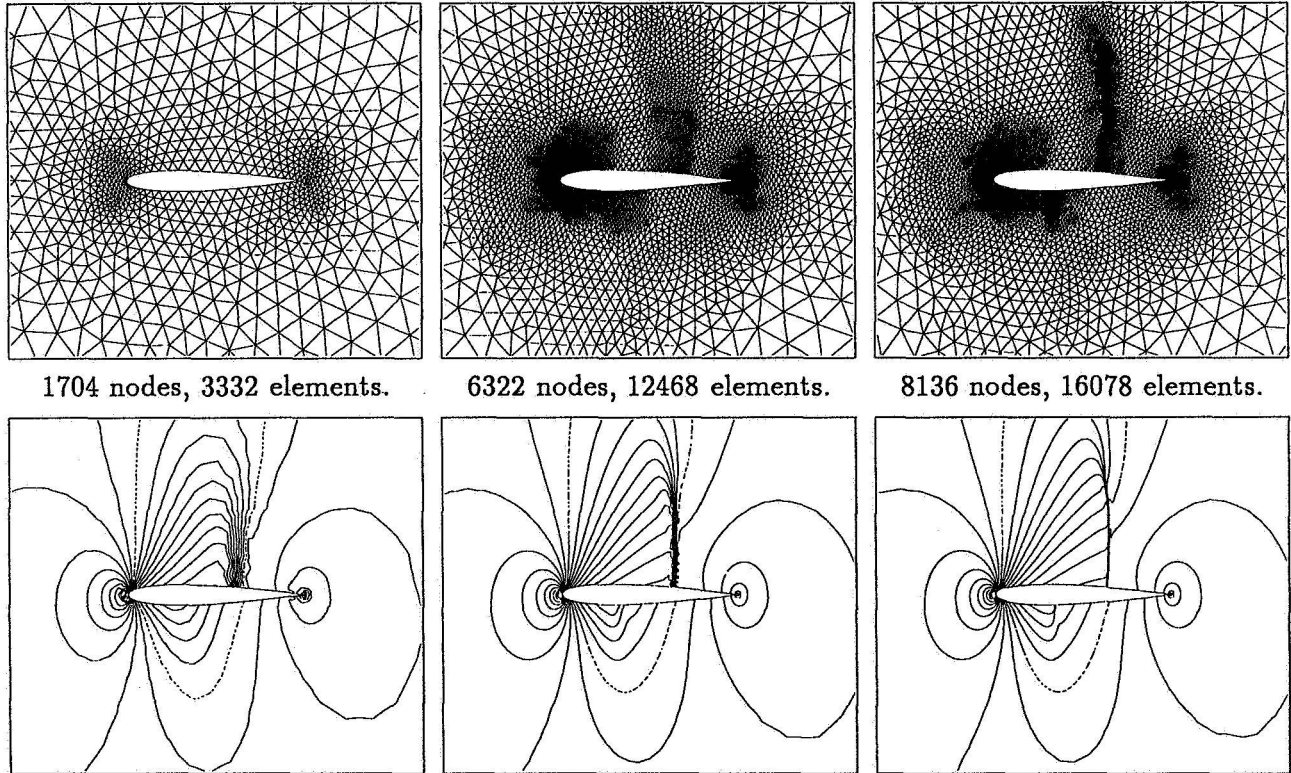 1704 nodes, 3332 elements.
6322 nodes, 12468 elements.
8136 nodes, 16078 elements.